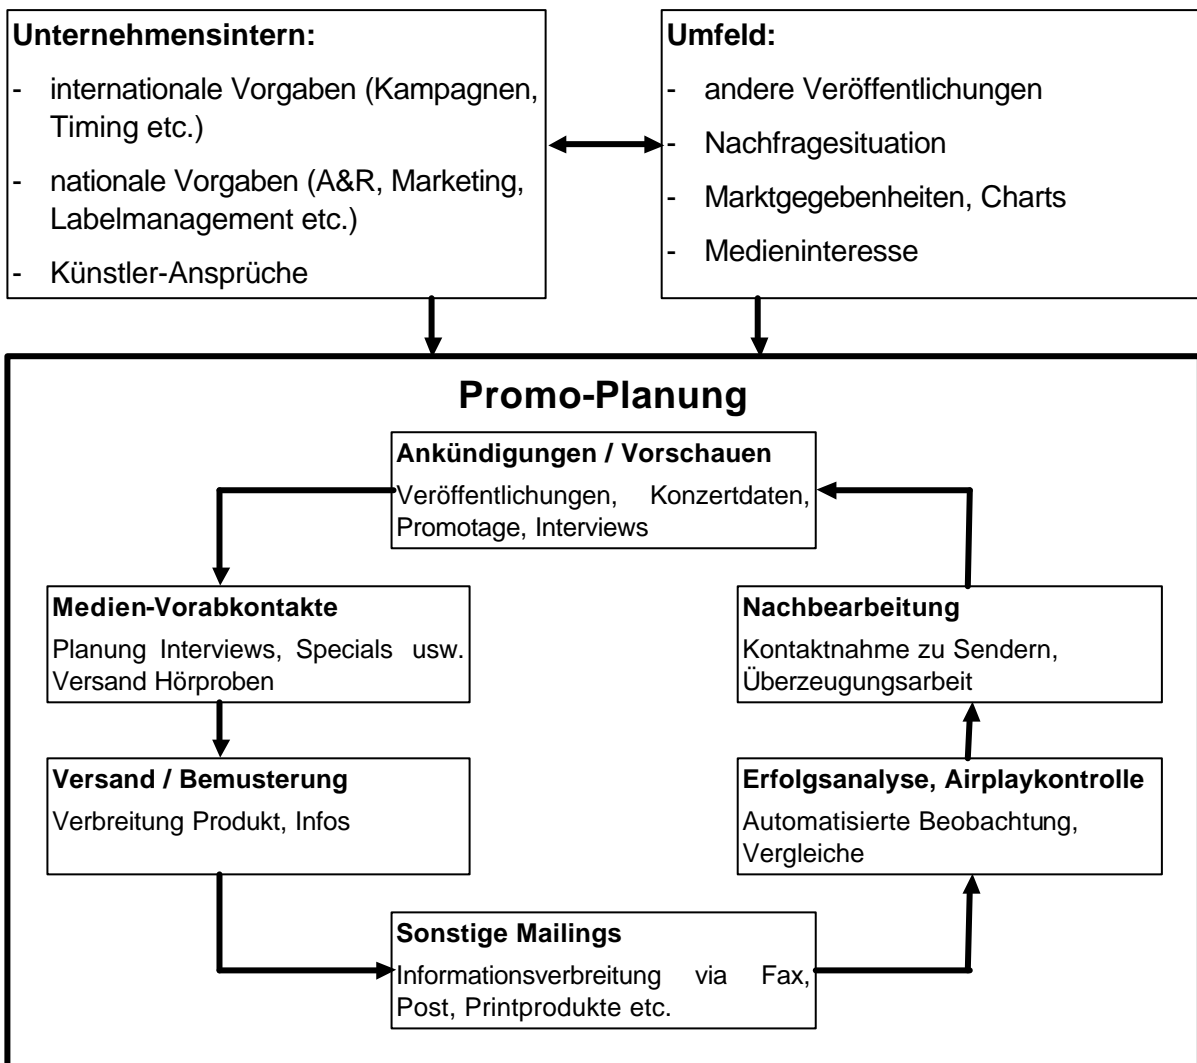 Unternehmensintern:
- internationale Vorgaben (Kampagnen,
Timing etc.)
- nationale Vorgaben (A&R, Marketing,
Labelmanagement etc.)
- Künstler-Ansprüche
Umfeld:
- andere Veröffentlichungen
- Nachfragesituation
- Marktgegebenheiten, Charts
- Medieninteresse
Promo-Planung
Ankündigungen / Vorschauen
Veröffentlichungen, Konzertdaten,
Promotage, Interviews
Medien-Vorabkontakte
Planung Interviews, Specials usw.
Versand Hörproben
Nachbearbeitung
Kontaktnahme zu Sendern,
Überzeugungsarbeit
Versand / Bemusterung
Verbreitung Produkt, Infos
Erfolgsanalyse, Airplaykontrolle
Automatisierte Beobachtung,
Vergleiche
Sonstige Mailings
Informationsverbreitung via Fax,
Post, Printprodukte etc.